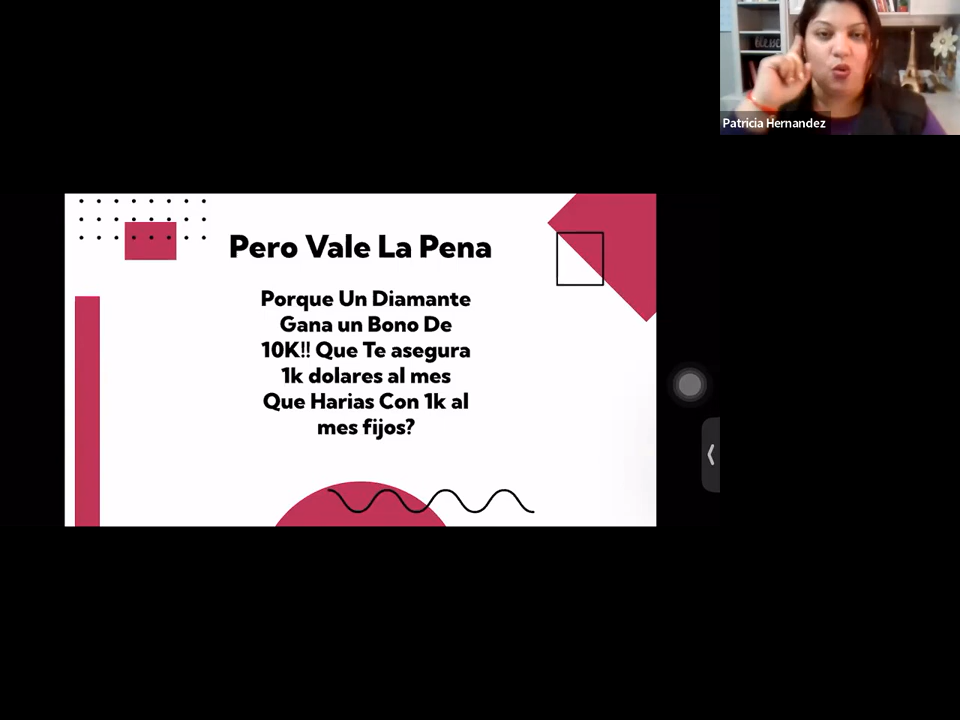 Patricia Hernandez
Pero Vale La Pena
Porque Un Diamante
Gana un Bono De
10K!! Que Te asegura
1k dolares al mes
Que Harias Con 1k al
mes fijos?